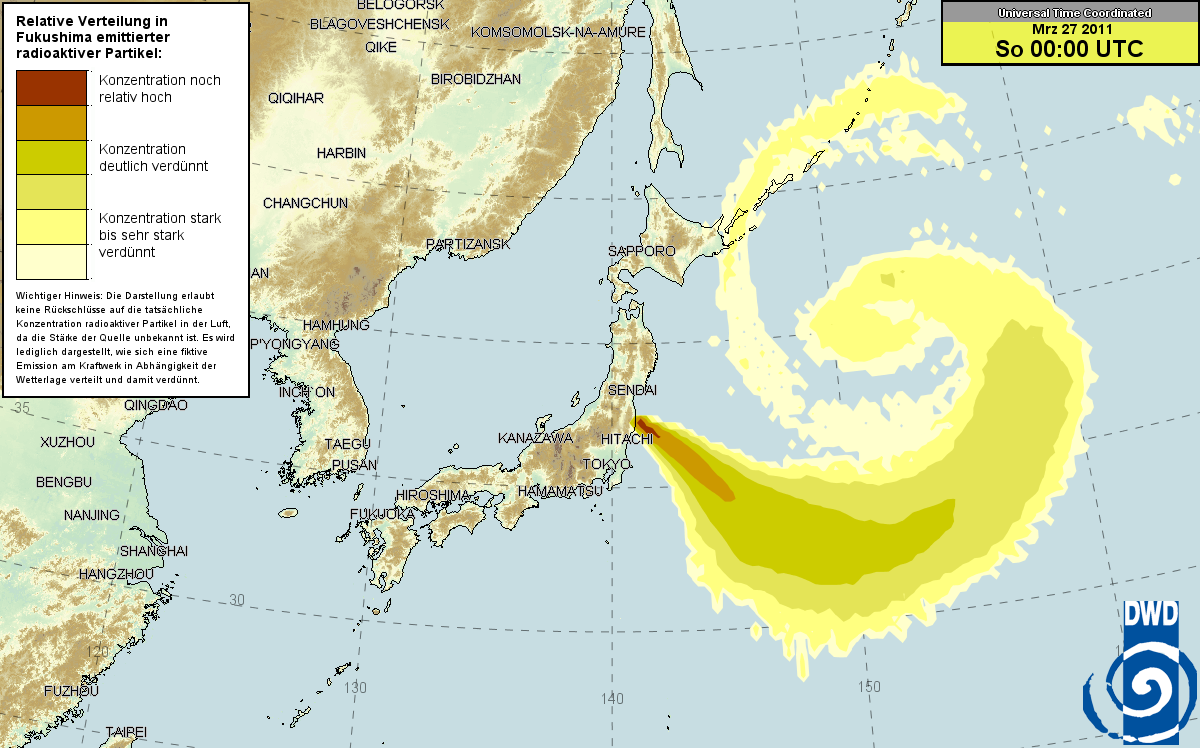 Relative Verteilung in
Fukushima emittierter
radioaktiver Partikel:
Konzentration noch
relativ hoch
Konzentration
deutlich verdünnt
Konzentration stark
bis sehr stark
verdünnt
Wichtiger Hinweis: Die Darstellung erlaubt
keine Rückschlüsse auf die tatsächliche
Konzentration radioaktiver Partikel in der Luft,
da die Stärke der Quelle unbekannt ist. Es wird
lediglich dargestellt, wie sich eine fiktive
Emission am Kraftwerk in Abhängigkeit der
Wetterlage verteilt und damit verdünnt.
Universal Time Coordinated
Mrz 27 2011
So 00:00 UTC
BELOGORSK
BLAGOVESHCHENSK
KOMSOMOLSK-NA-AMURE
QIKE
BIROBIDZHAN
QIQIHAR
HARBIN
CHANGCHUN
PARTIZANSK
SAPPORO
AN
HAMHUNG
P'YONGYANG
INCH'ON
SENDAI
35
QINGDAO
XUZHOU
TAEGU
KANAZAWA
HITACHI
PUSAN
TOKYO
BENGBU
HIROSHIMA
HAMAMATSU
NANJING
FUKUOKA
SHANGHAI
HANGZHOU
30
120
FUZHOU
130
140
150
TAIPEI
DWD